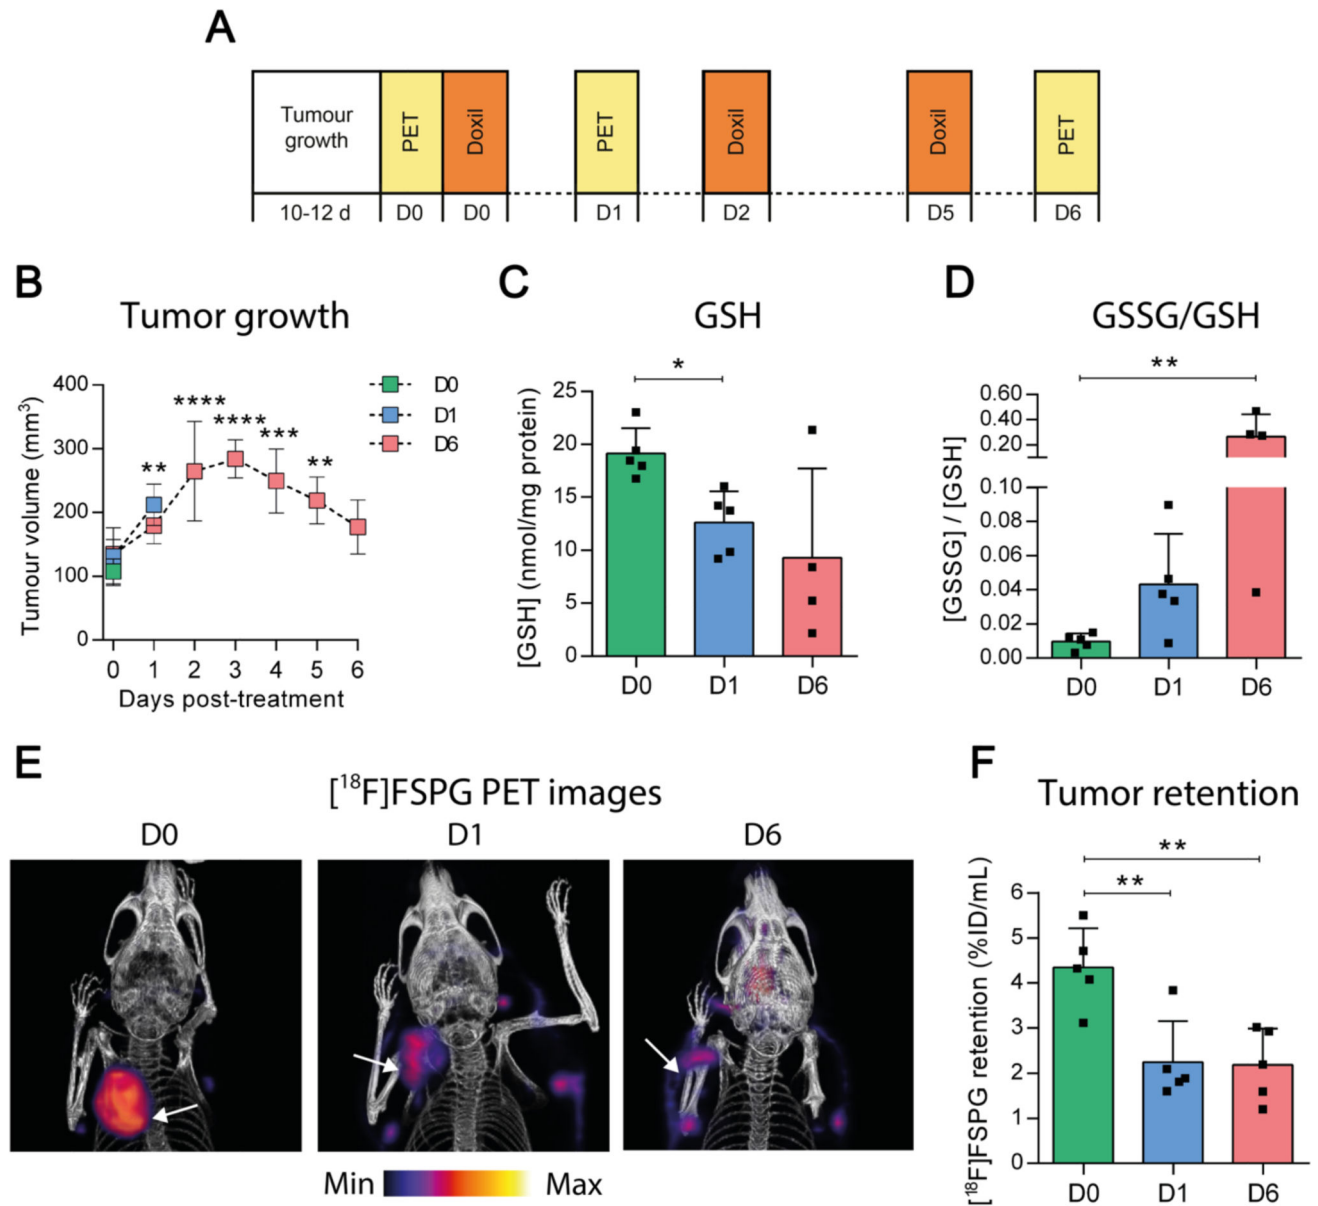 A
Tumour
growth
PET
Doxil
PET
Doxil
Doxil
PET
10-12 d
D0
D0
D1
D2
D5
D6
B
Tumor growth
Tumour volume (mm³)
400
300
200
100
0
**
****
****
***
**
0 1 2 3 4 5 6
Days post-treatment
D0
D1
D6
C
GSH
[GSH] (nmol/mg protein)
25
20
15
10
5
0
*
D0 D1 D6
D
GSSG/GSH
[GSSG] / [GSH]
0.60
0.40
0.20
0.10
0.08
0.06
0.04
0.02
0.00
**
D0 D1 D6
E
[¹⁸F]FSPG PET images
D0
D1
D6
Min
Max
F
Tumor retention
[¹⁸F]FSPG retention (%ID/mL)
6
5
4
3
2
1
0
**
**
D0 D1 D6